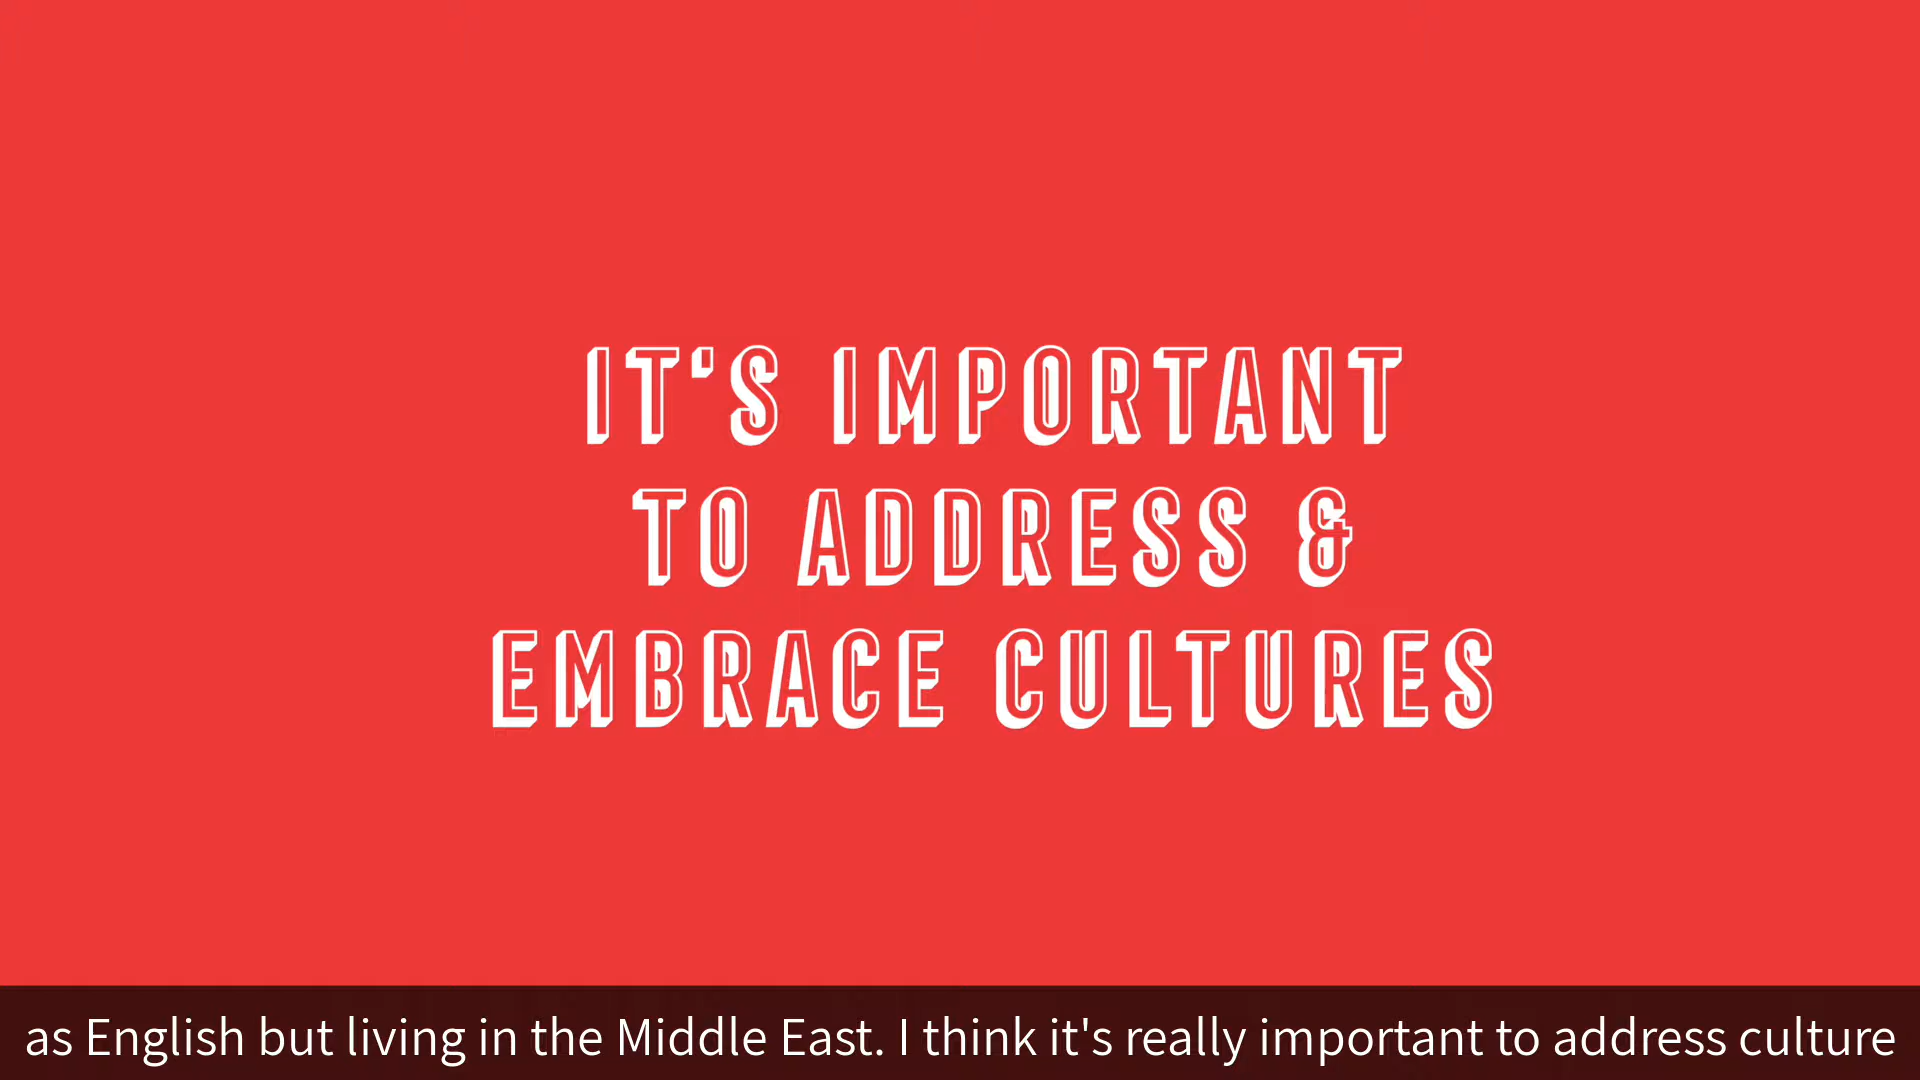 IT'S IMPORTANT
TO ADDRESS &
EMBRACE CULTURES
as English but living in the Middle East. I think it's really important to address culture